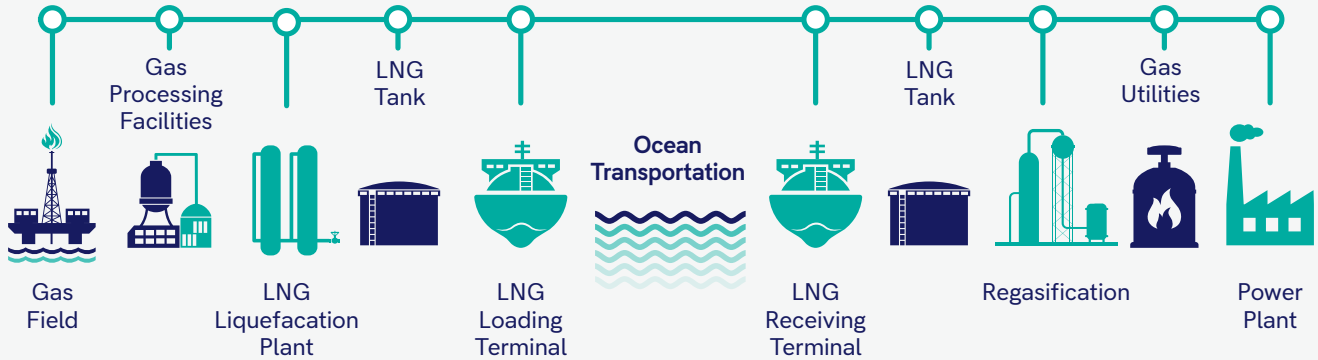 Gas
Processing
Facilities
LNG
Tank
LNG
Tank
Gas
Utilities
Ocean
Transportation
Gas
Field
LNG
Liquefacation
Plant
LNG
Loading
Terminal
LNG
Receiving
Terminal
Regasification
Power
Plant